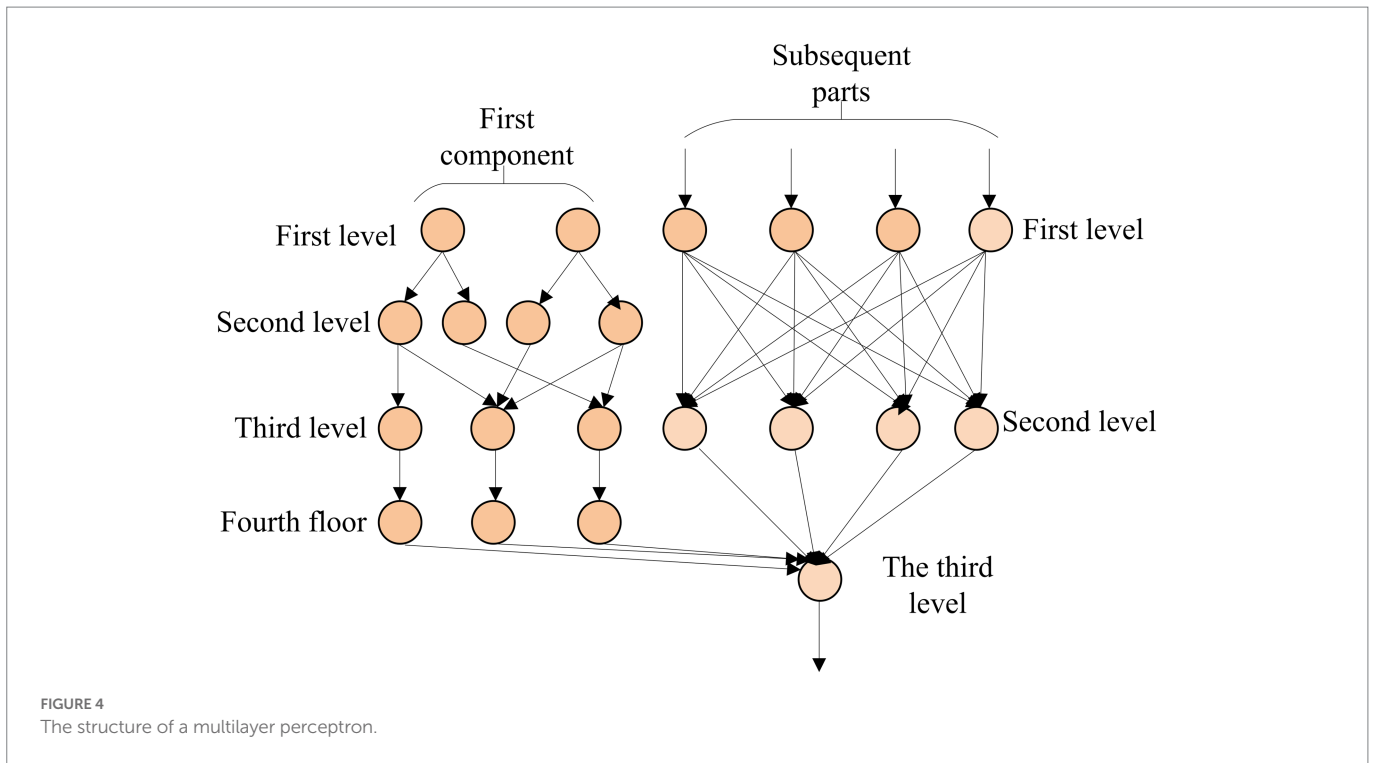 Subsequent
parts
First
component
First level
First level
Second level
Third level
Second level
Fourth floor
The third
level
FIGURE 4
The structure of a multilayer perceptron.